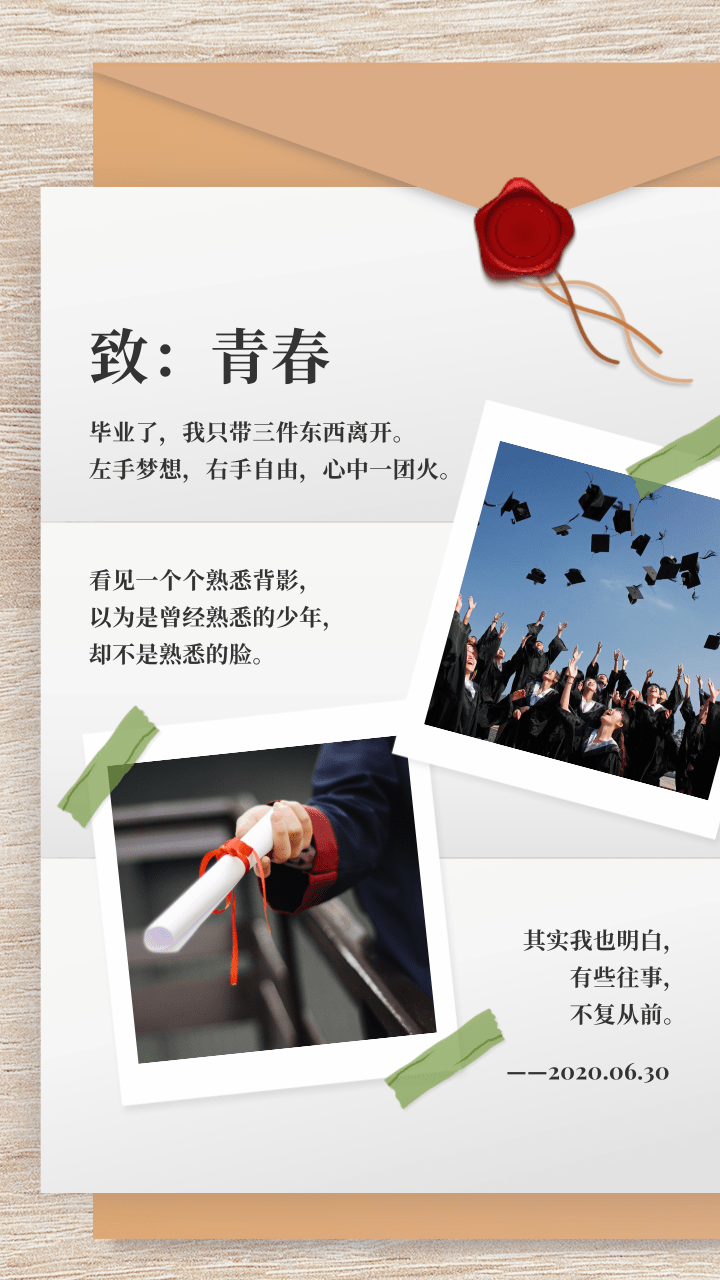 致：青春
毕业了，我只带三件东西离开。
左手梦想，右手自由，心中一团火。
看见一个个熟悉背影，
以为是曾经熟悉的少年，
却不是熟悉的脸。
其实我也明白，
有些往事，
不复从前。
——2020.06.30